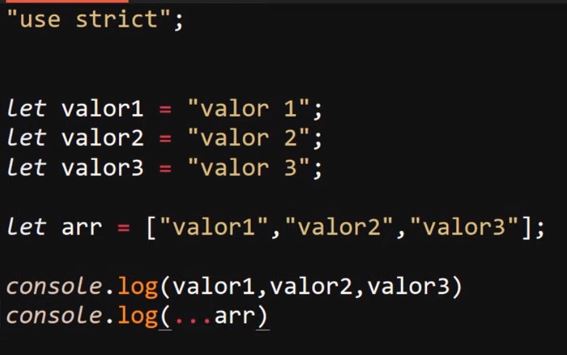 "use strict";
let valor1 = "valor 1";
let valor2 = "valor 2";
let valor3 = "valor 3";
let arr = ["valor1","valor2","valor3"];
console.log(valor1,valor2,valor3)
console.log(...arr)